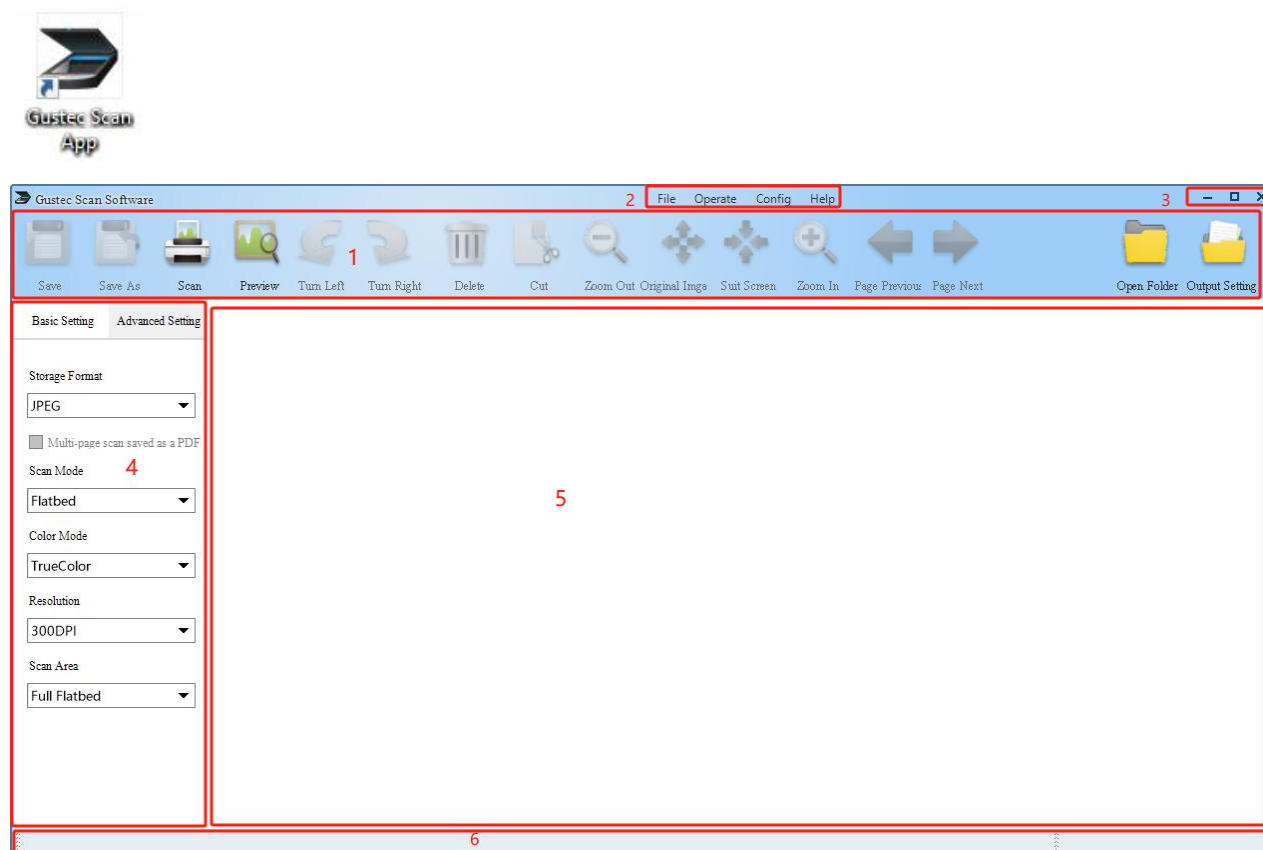 Gustec Scan
App
Gustec Scan Software
2
File Operate Config Help
3
1
Save Save As Scan Preview Turn Left Turn Right Delete Cut Zoom Out Original Imga Suit Screen Zoom In Page Previous Page Next Open Folder Output Setting
Basic Setting Advanced Setting
Storage Format
JPEG
Multi-page scan saved as a PDF
Scan Mode
4
Flatbed
5
Color Mode
TrueColor
Resolution
300DPI
Scan Area
Full Flatbed
6